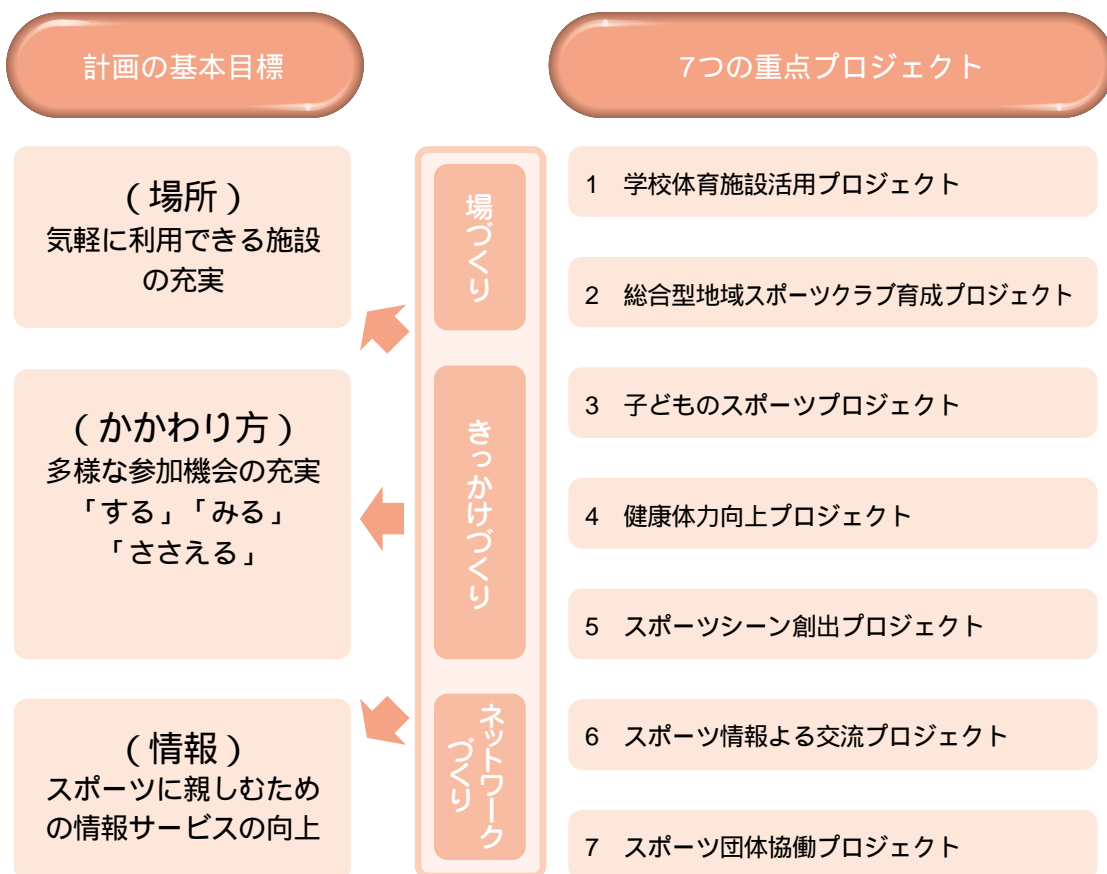 計画の基本目標
7つの重点プロジェクト
(場所)
気軽に利用できる施設
の充実
(かかわり方)
多様な参加機会の充実
「する」「みる」
「ささえる」
(情報)
スポーツに親しむため
の情報サービスの向上
場づくり
きっかけづくり
ネットワーク
づくり
1 学校体育施設活用プロジェクト
2 総合型地域スポーツクラブ育成プロジェクト
3 子どものスポーツプロジェクト
4 健康体力向上プロジェクト
5 スポーツシーン創出プロジェクト
6 スポーツ情報よる交流プロジェクト
7 スポーツ団体協働プロジェクト